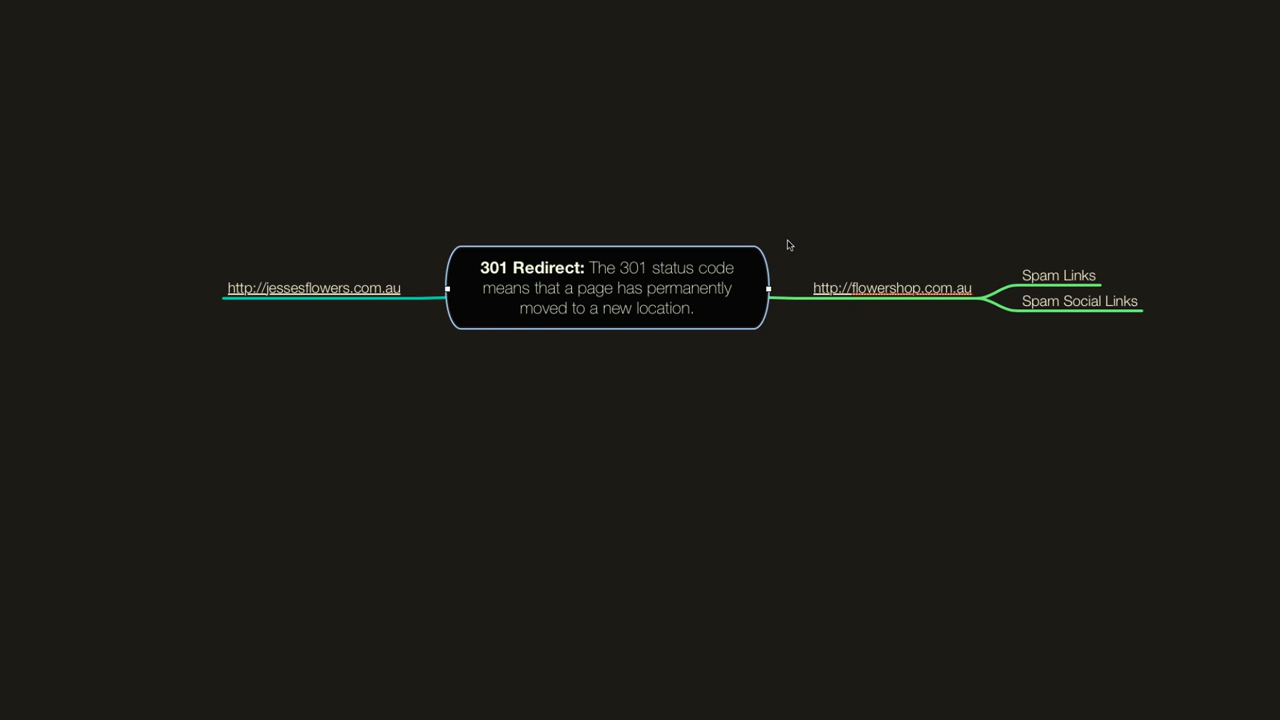 http://jessesflowers.com.au
301 Redirect: The 301 status code
means that a page has permanently
moved to a new location.
http://flowershop.com.au
Spam Links
Spam Social Links